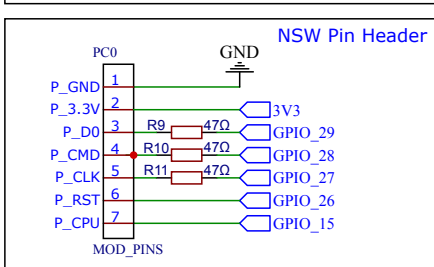 NSW Pin Header
PC0
GND
P_GND 1
P_3.3V 2 3V3
P_D0 3 R9 47Ω GPIO_29
P_CMD 4 R10 47Ω GPIO_28
P_CLK 5 R11 47Ω GPIO_27
P_RST 6 GPIO_26
P_CPU 7 GPIO_15
MOD_PINS